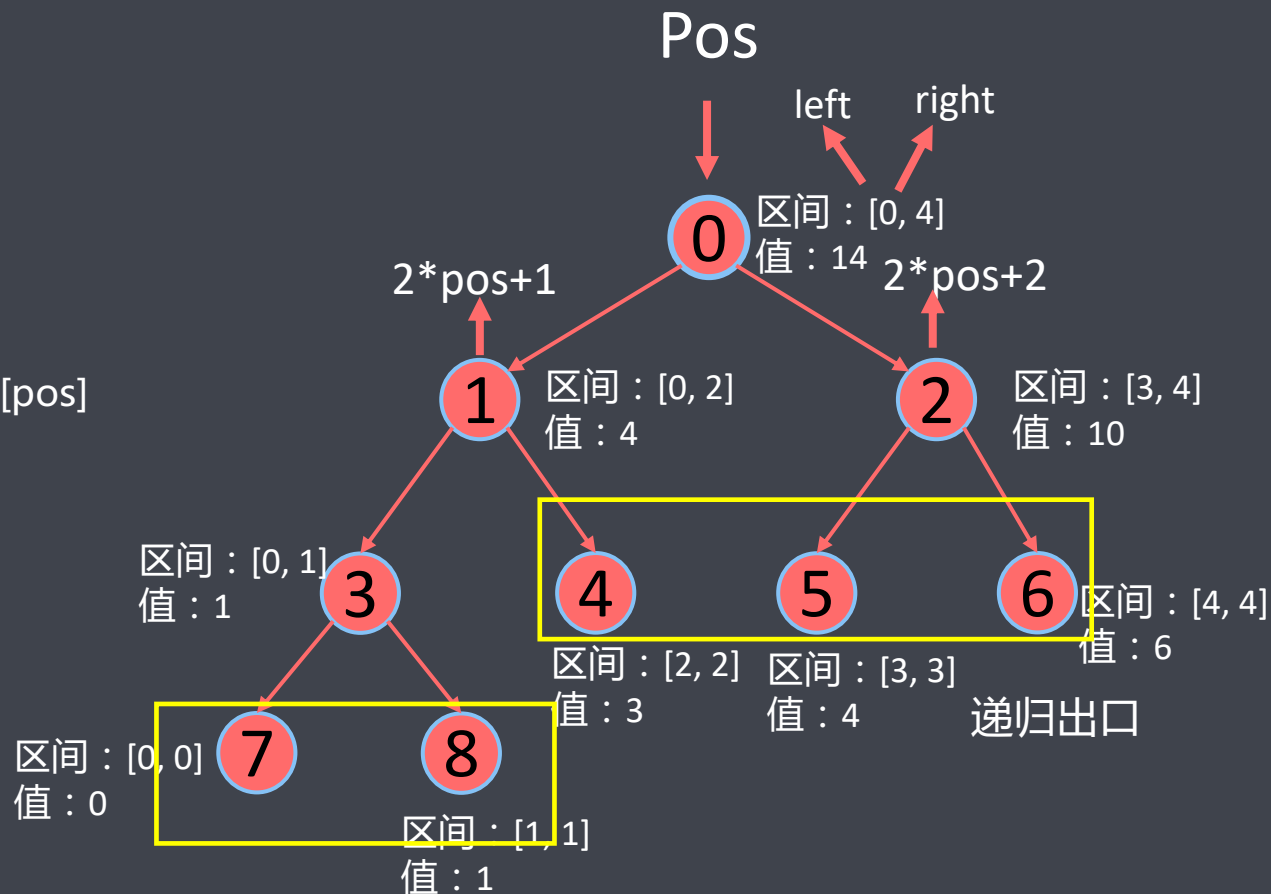 Pos
left
right
0
区间：[0, 4]
值：14
2*pos+1
2*pos+2
[pos]
1
区间：[0, 2]
值：4
2
区间：[3, 4]
值：10
区间：[0, 1]
值：1
3
4
5
6
区间：[4, 4]
值：6
区间：[2, 2]
值：3
区间：[3, 3]
值：4
递归出口
区间：[0, 0]
值：0
7
8
区间：[1, 1]
值：1